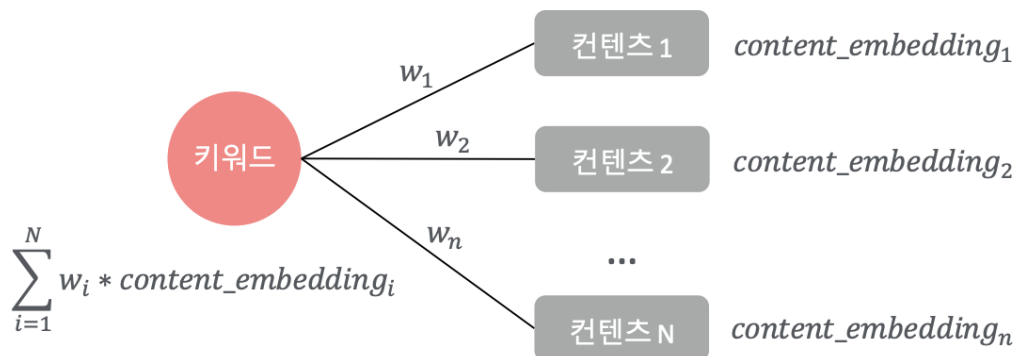 컨텐츠 1
content_embedding₁
w₁
키워드
w₂
컨텐츠 2
content_embedding₂
wₙ
...
∑ᵢ₌₁ᴺ wᵢ * content_embeddingᵢ
컨텐츠 N
content_embeddingₙ